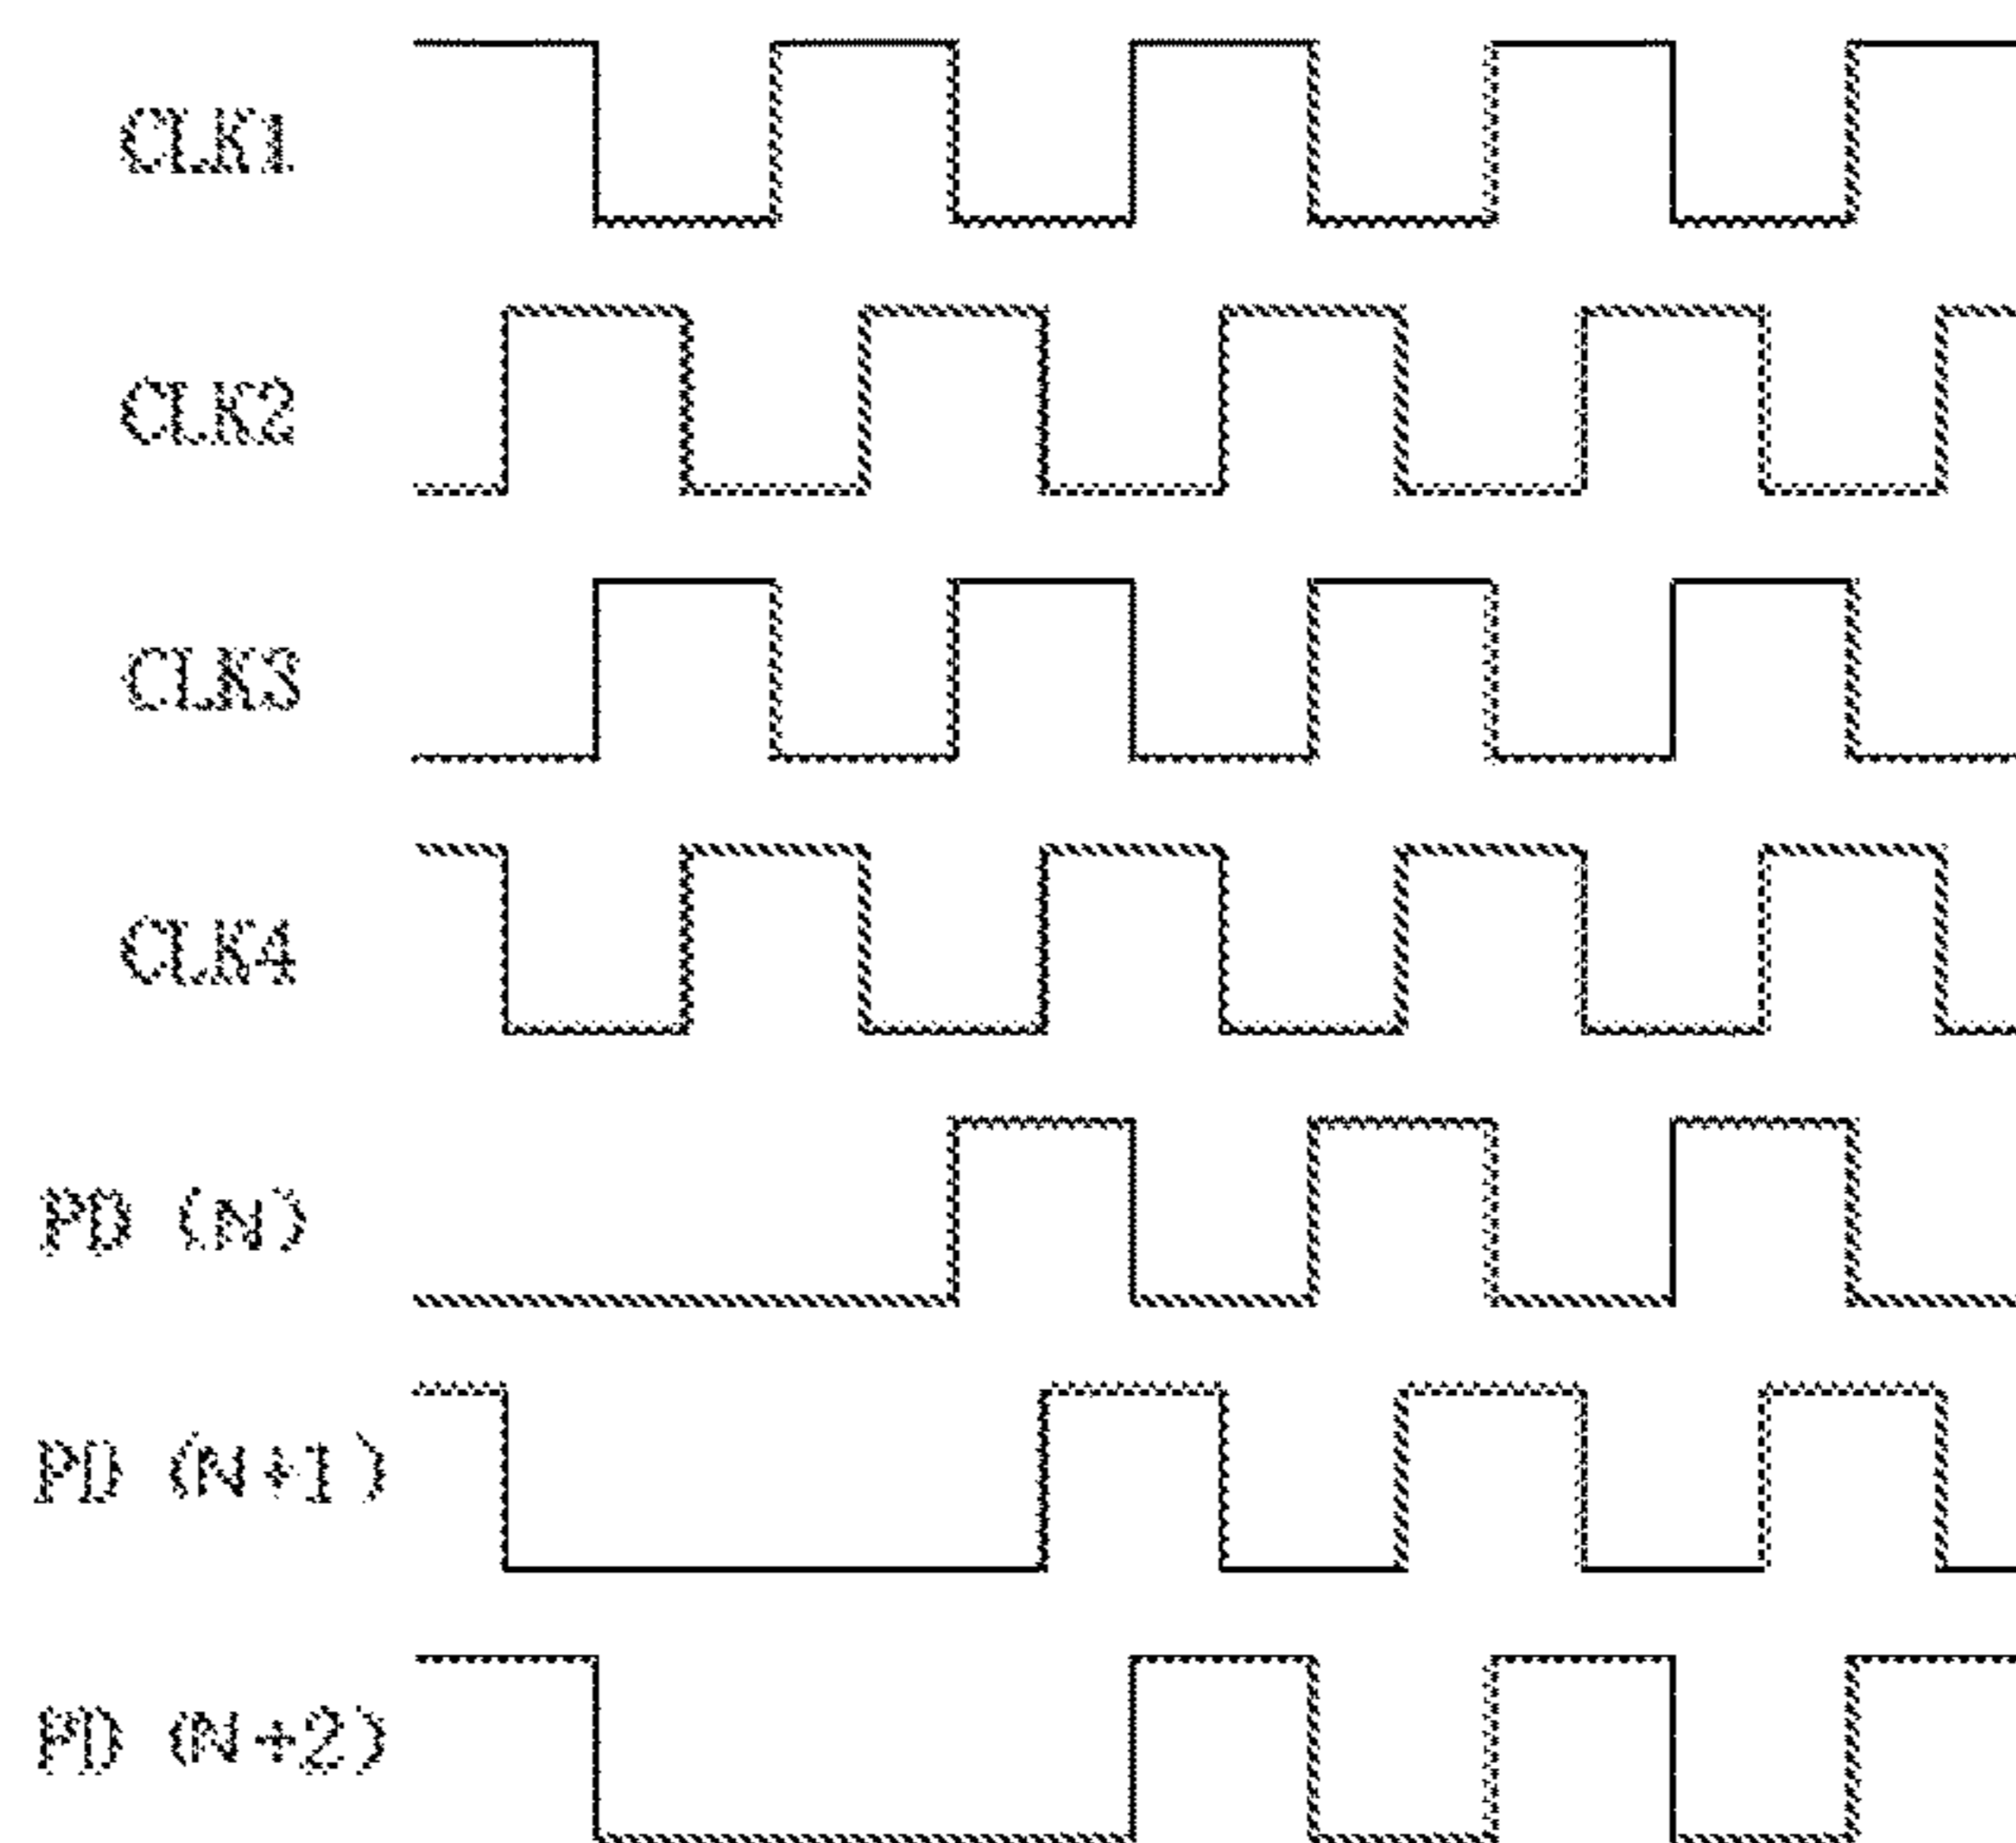 CLK1
CLK2
CLK3
CLK4
PD (N)
PD (N+1)
PD (N+2)